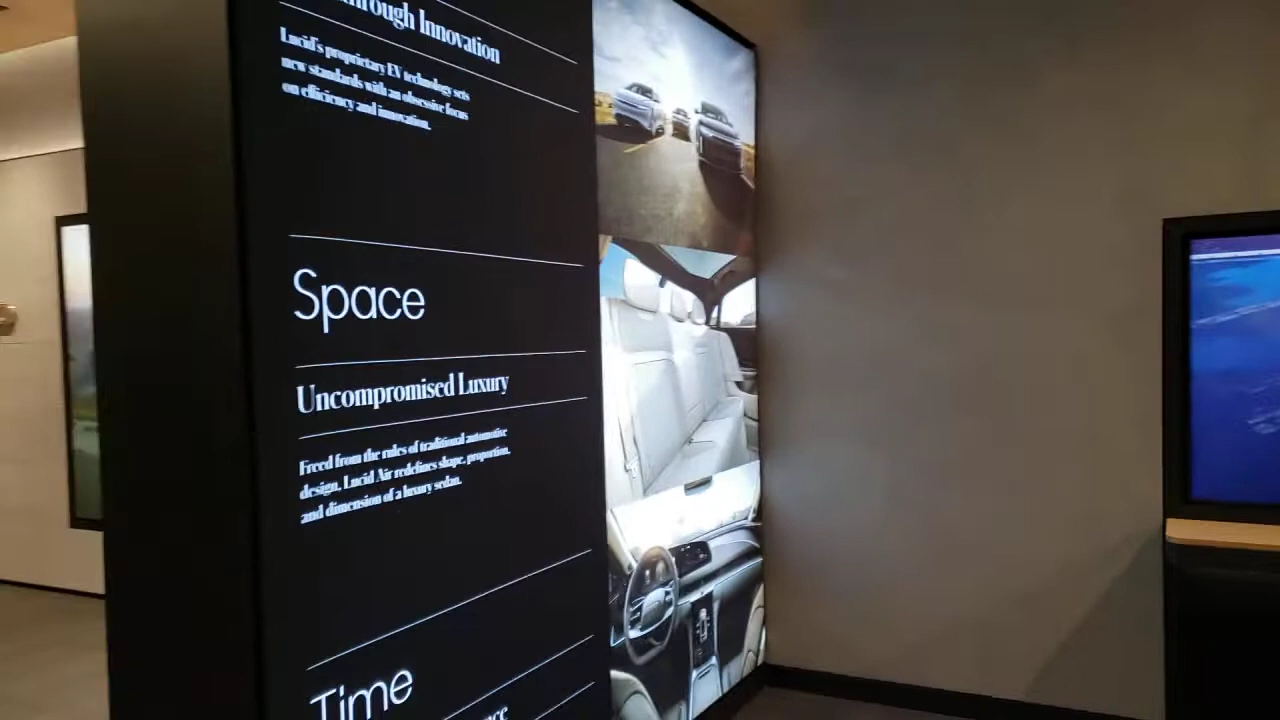 through Innovation
Lucid's proprietary EV technology sets
new standards with an obsessive focus
on efficiency and innovation.
Space
Uncompromised Luxury
Freed from the rules of traditional automotive
design, Lucid Air redefines shape, proportion,
and dimension of a luxury sedan.
Time